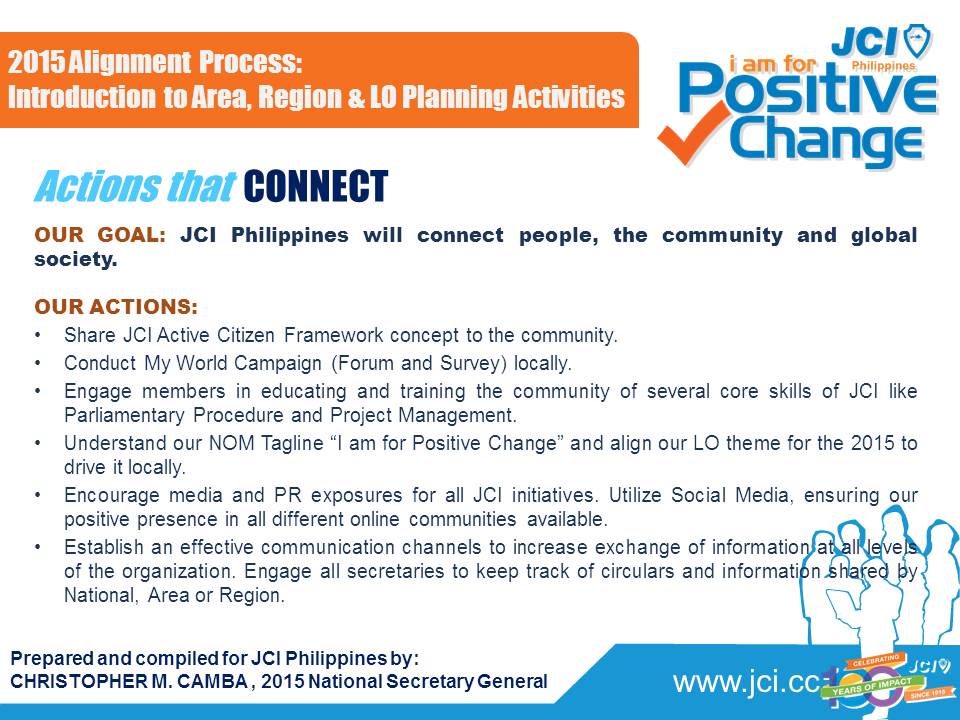 2015 Alignment Process:
Introduction to Area, Region & LO Planning Activities
JCI
Philippines
i am for
Positive
Change
Actions that CONNECT
OUR GOAL: JCI Philippines will connect people, the community and global
society.
OUR ACTIONS:
• Share JCI Active Citizen Framework concept to the community.
• Conduct My World Campaign (Forum and Survey) locally.
• Engage members in educating and training the community of several core skills of JCI like
Parliamentary Procedure and Project Management.
• Understand our NOM Tagline “I am for Positive Change” and align our LO theme for the 2015 to
drive it locally.
• Encourage media and PR exposures for all JCI initiatives. Utilize Social Media, ensuring our
positive presence in all different online communities available.
• Establish an effective communication channels to increase exchange of information at all levels
of the organization. Engage all secretaries to keep track of circulars and information shared by
National, Area or Region.
Prepared and compiled for JCI Philippines by:
CHRISTOPHER M. CAMBA , 2015 National Secretary General
www.jci.cc
CELEBRATING
100
YEARS OF IMPACT
JCI
SINCE 1915